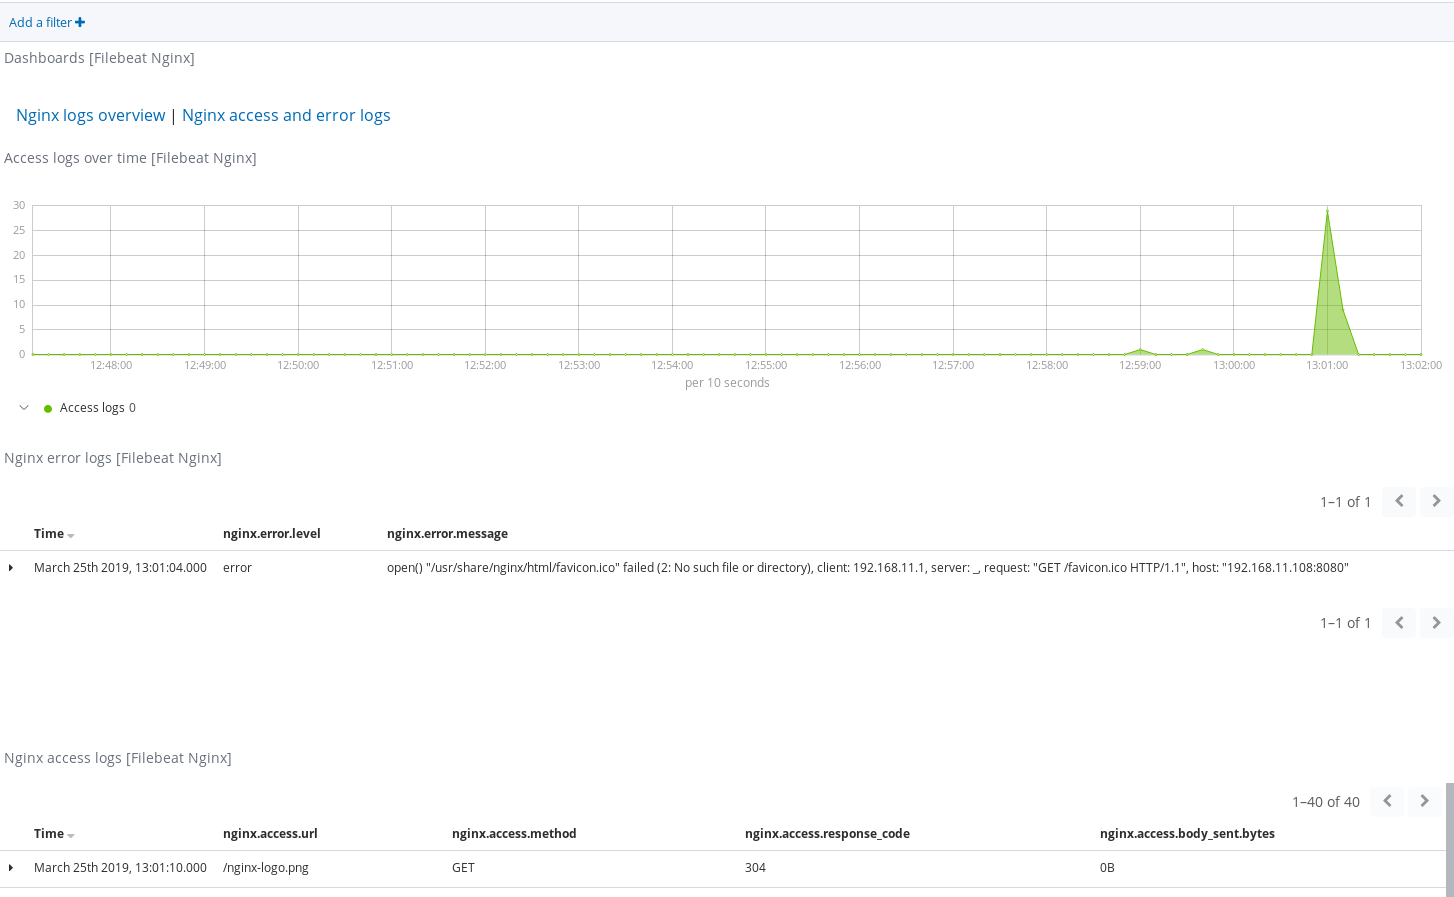 Add a filter
Dashboards [Filebeat Nginx]
Nginx logs overview | Nginx access and error logs
Access logs over time [Filebeat Nginx]
30
25
20
15
10
5
0
12:48:00 12:49:00 12:50:00 12:51:00 12:52:00 12:53:00 12:54:00 12:55:00 12:56:00 12:57:00 12:58:00 12:59:00 13:00:00 13:01:00 13:02:00
per 10 seconds
Access logs 0
Nginx error logs [Filebeat Nginx]
1–1 of 1
Time nginx.error.level nginx.error.message
March 25th 2019, 13:01:04.000 error open() "/usr/share/nginx/html/favicon.ico" failed (2: No such file or directory), client: 192.168.11.1, server: _, request: "GET /favicon.ico HTTP/1.1", host: "192.168.11.108:8080"
1–1 of 1
Nginx access logs [Filebeat Nginx]
1–40 of 40
Time nginx.access.url nginx.access.method nginx.access.response_code nginx.access.body_sent.bytes
March 25th 2019, 13:01:10.000 /nginx-logo.png GET 304 0B